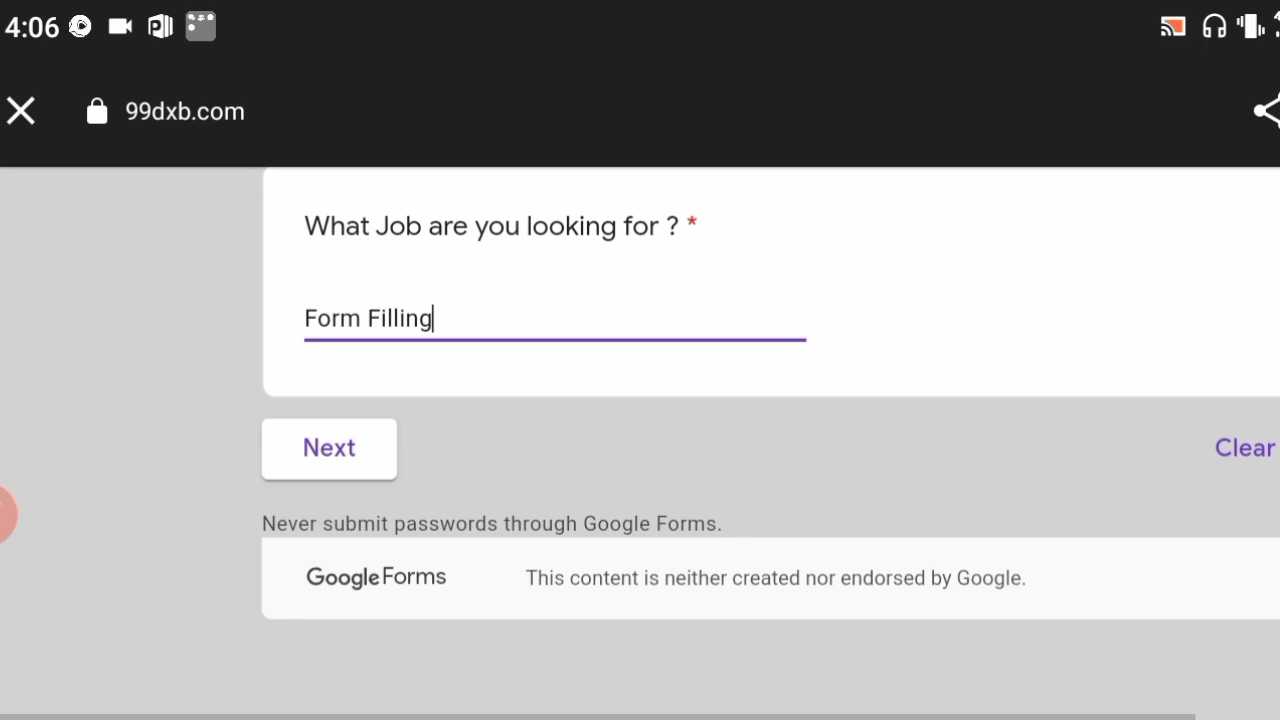 4:06
99dxb.com
What Job are you looking for ? *
Form Filling
Next
Clear
Never submit passwords through Google Forms.
Google Forms This content is neither created nor endorsed by Google.